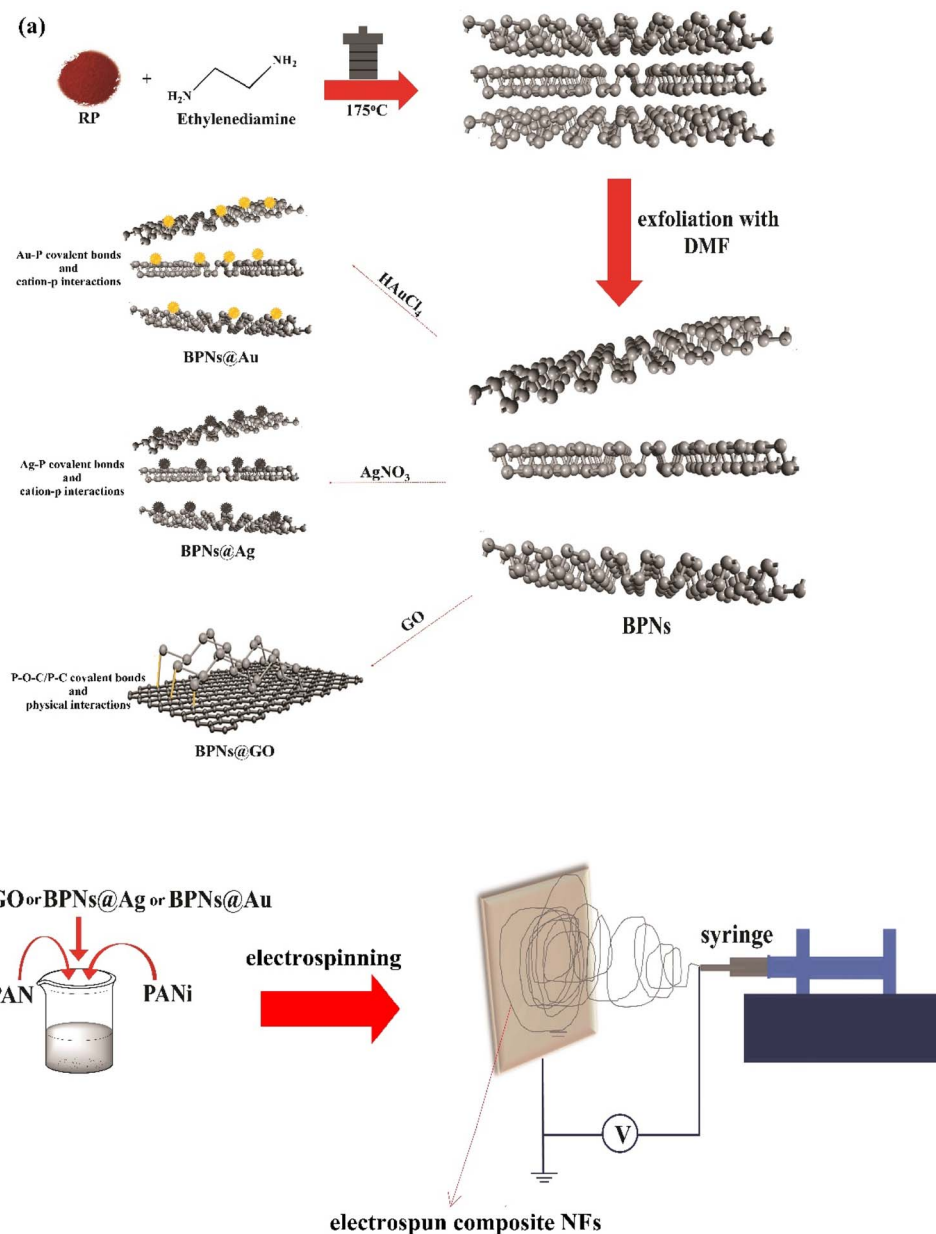 (a)
RP
+
H₂N
NH₂
Ethylenediamine
175°C
exfoliation with
DMF
Au-P covalent bonds
and
cation-p interactions
HAuCl₄
BPNs@Au
Ag-P covalent bonds
and
cation-p interactions
AgNO₃
BPNs@Ag
BPNs
GO
P-O-C/P-C covalent bonds
and
physical interactions
BPNs@GO
GO or BPNs@Ag or BPNs@Au
PAN
PANi
electrospinning
syringe
V
electrospun composite NFs